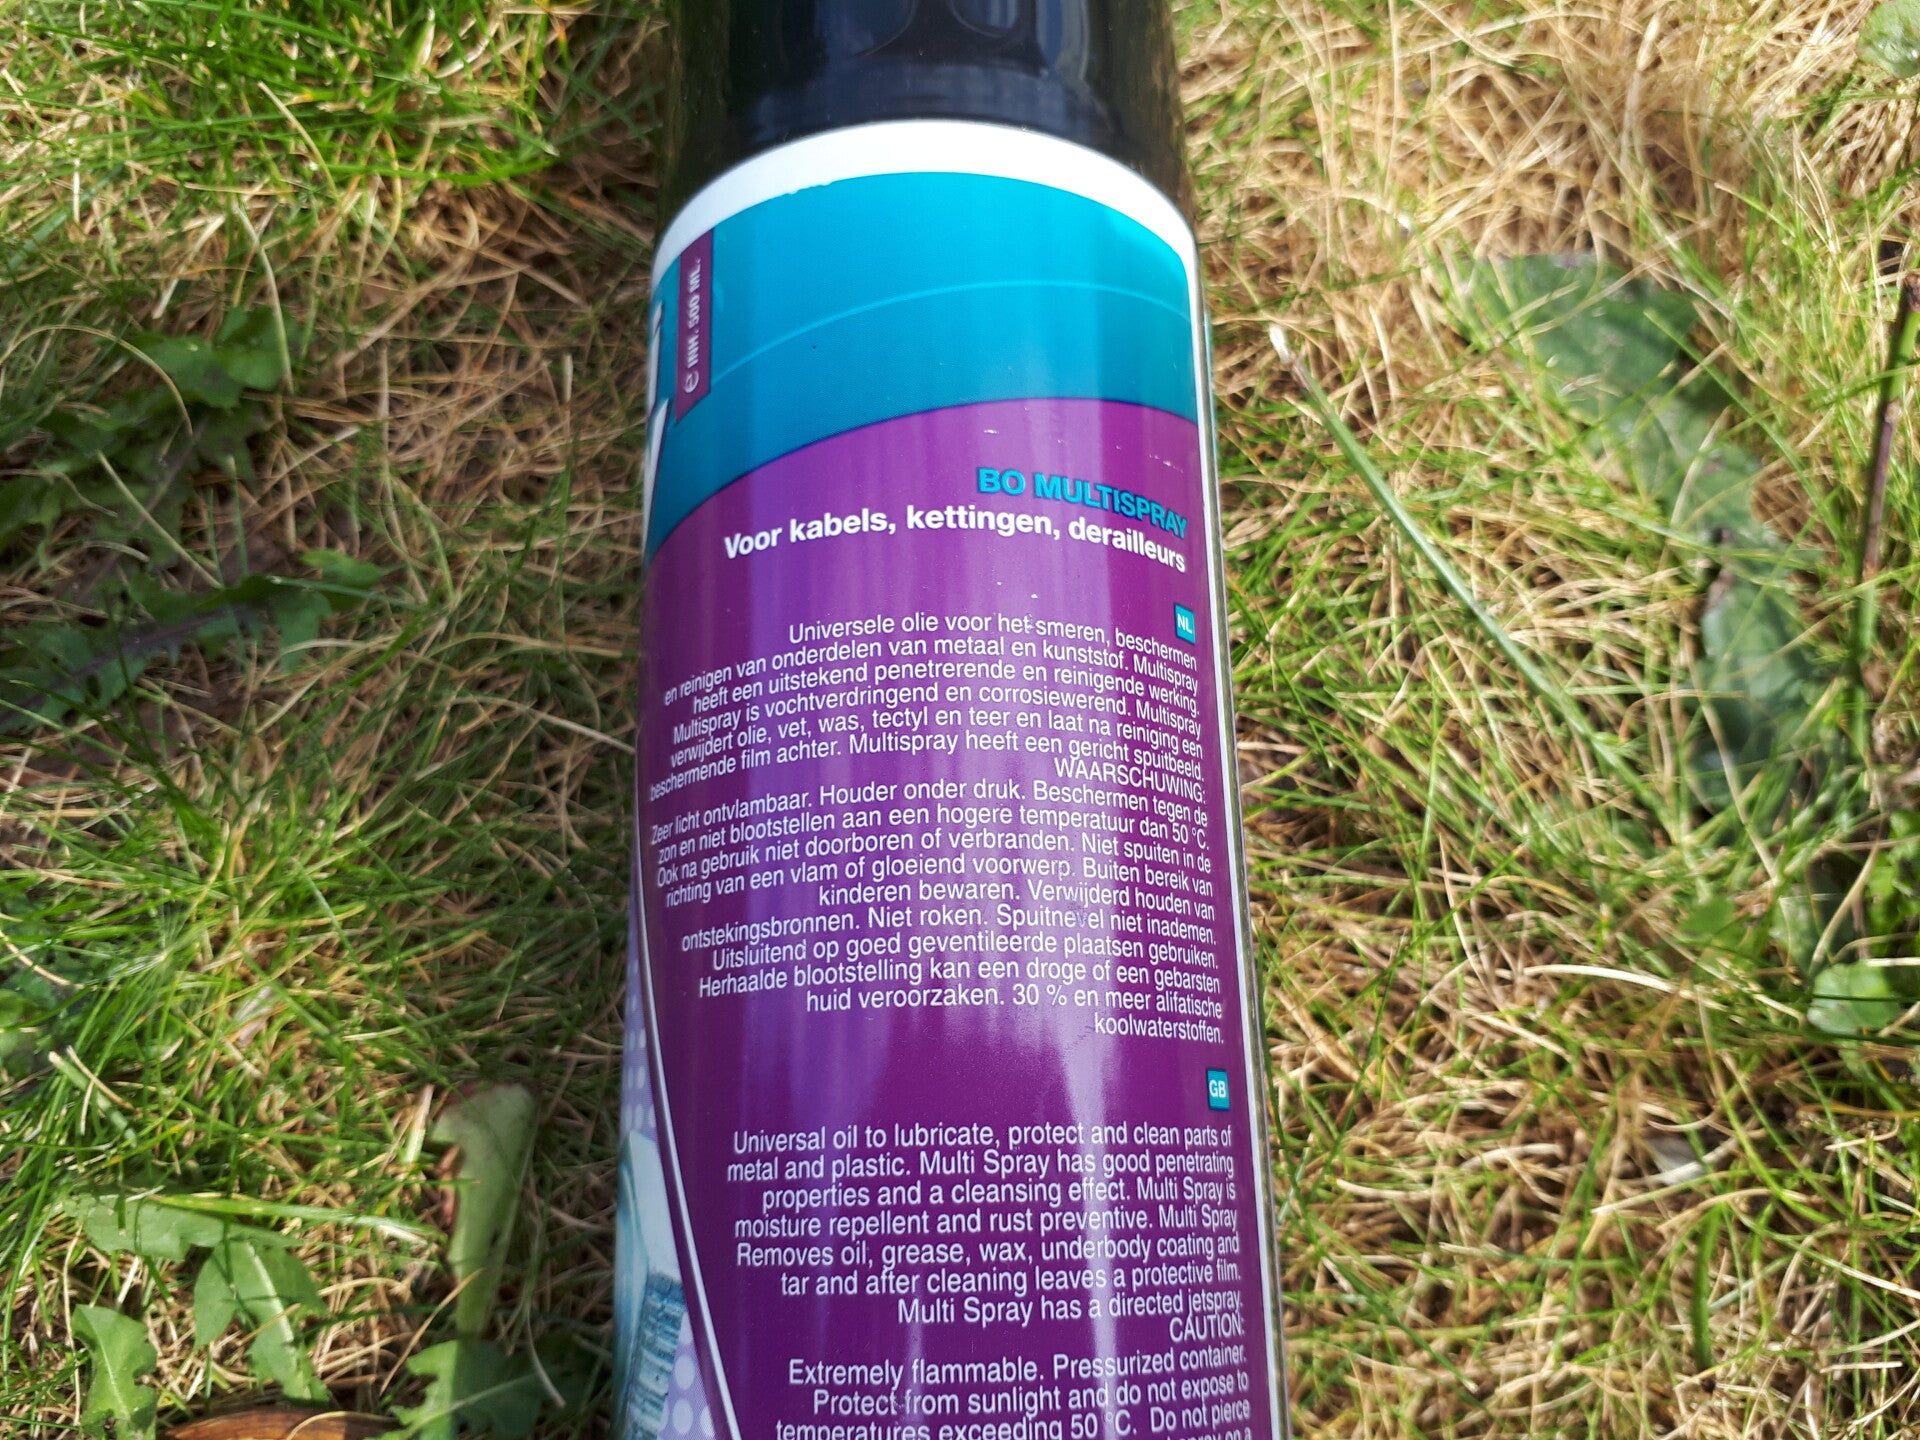 e INH. 500 ML.
BO MULTISPRAY
Voor kabels, kettingen, derailleurs
NL
Universele olie voor het smeren, beschermen
en reinigen van onderdelen van metaal en kunststof. Multispray
heeft een uitstekend penetrerende en reinigende werking.
Multispray is vochtverdringend en corrosiewerend. Multispray
verwijdert olie, vet, was, tectyl en teer en laat na reiniging een
beschermende film achter. Multispray heeft een gericht spuitbeeld.
WAARSCHUWING:
Zeer licht ontvlambaar. Houder onder druk. Beschermen tegen de
zon en niet blootstellen aan een hogere temperatuur dan 50 °C.
Ook na gebruik niet doorboren of verbranden. Niet spuiten in de
richting van een vlam of gloeiend voorwerp. Buiten bereik van
kinderen bewaren. Verwijderd houden van
ontstekingsbronnen. Niet roken. Spuitnevel niet inademen.
Uitsluitend op goed geventileerde plaatsen gebruiken.
Herhaalde blootstelling kan een droge of een gebarsten
huid veroorzaken. 30 % en meer alifatische
koolwaterstoffen.
GB
Universal oil to lubricate, protect and clean parts of
metal and plastic. Multi Spray has good penetrating
properties and a cleansing effect. Multi Spray is
moisture repellent and rust preventive. Multi Spray
Removes oil, grease, wax, underbody coating and
tar and after cleaning leaves a protective film.
Multi Spray has a directed jetspray.
CAUTION:
Extremely flammable. Pressurized container.
Protect from sunlight and do not expose to
temperatures exceeding 50 °C. Do not pierce
spray on a